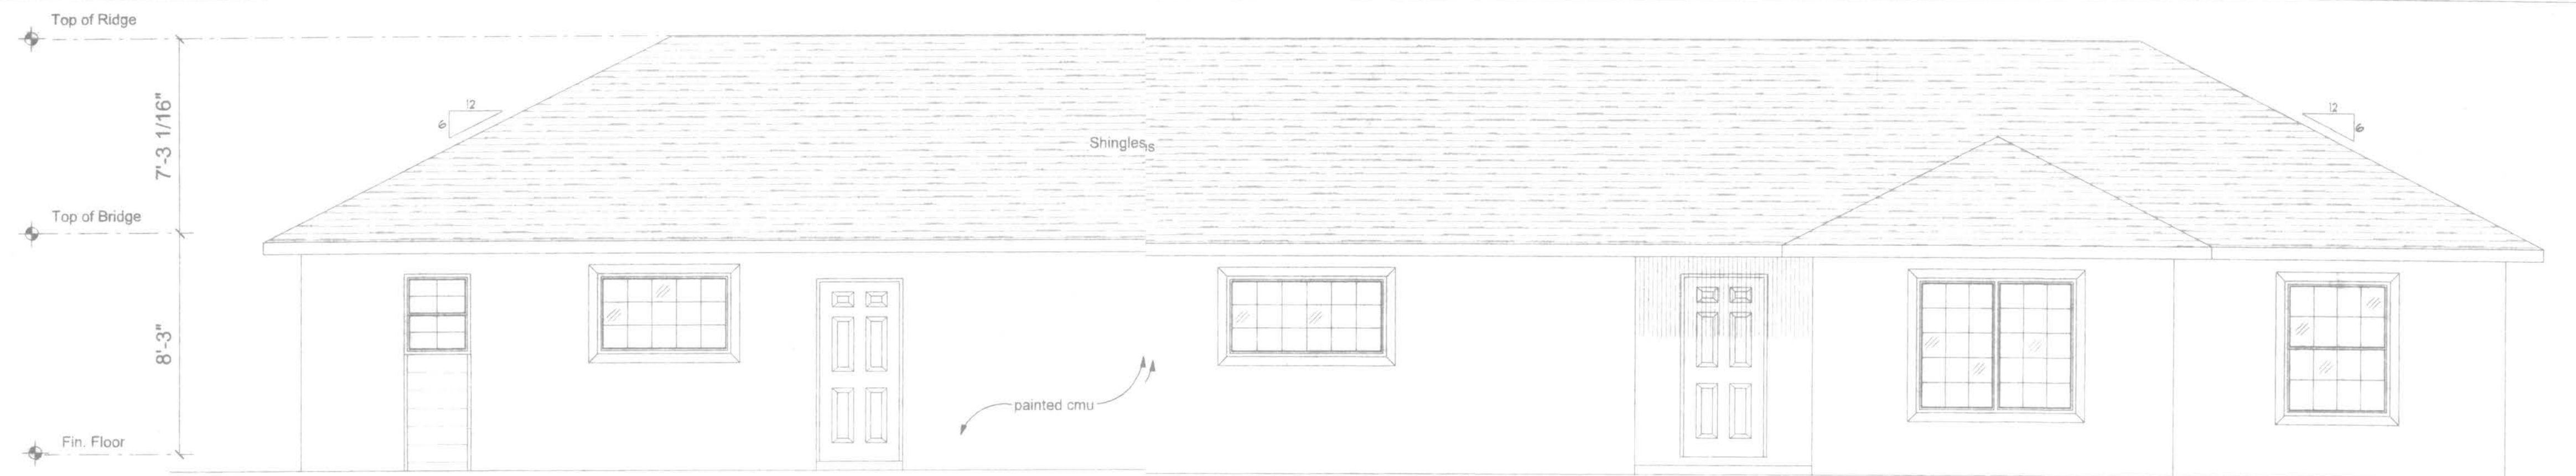 Top of Ridge
7'-3 1/16"
12
6
12
6
Shingles
Top of Bridge
8'-3"
painted cmu
Fin. Floor